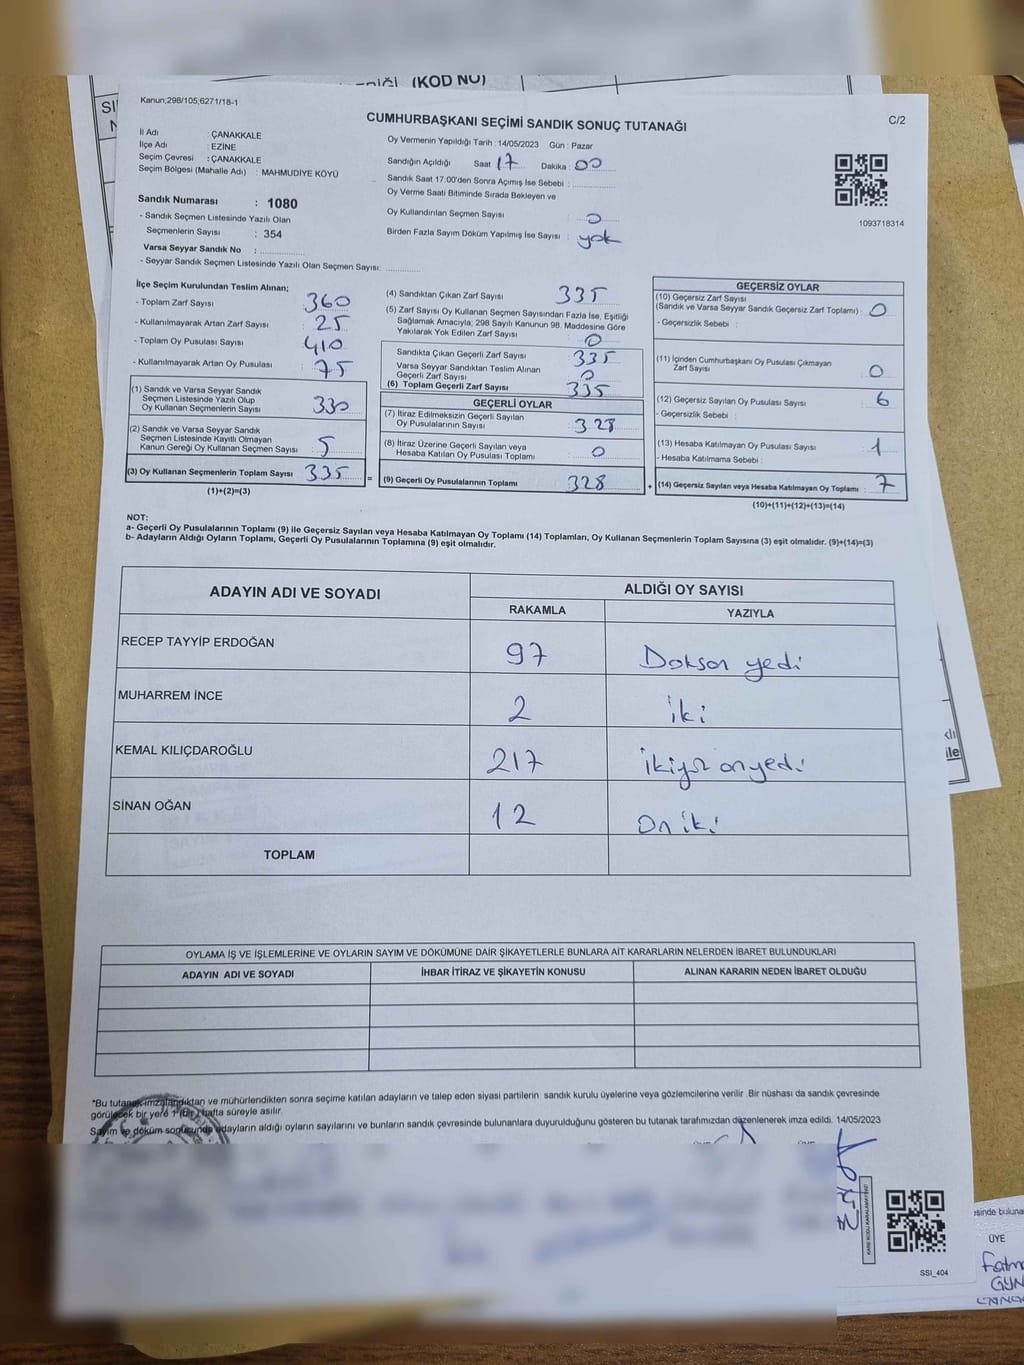 (KOD NO)
Kanun;298/105;6271/18-1
CUMHURBAŞKANI SEÇİMİ SANDIK SONUÇ TUTANAĞI
C/2
İl Adı : ÇANAKKALE
İlçe Adı : EZİNE
Seçim Çevresi : ÇANAKKALE
Seçim Bölgesi (Mahalle Adı) : MAHMUDİYE KÖYÜ
Sandık Numarası : 1080
- Sandık Seçmen Listesinde Yazılı Olan
Seçmenlerin Sayısı : 354
Varsa Seyyar Sandık No :
- Seyyar Sandık Seçmen Listesinde Yazılı Olan Seçmen Sayısı:
Oy Vermenin Yapıldığı Tarih : 14/05/2023 Gün : Pazar
Sandığın Açıldığı Saat 17 Dakika : 00
Sandık Saat 17:00'den Sonra Açımış İse Sebebi :
Oy Verme Saati Bitiminde Sırada Bekleyen ve
Oy Kullandırılan Seçmen Sayısı : 0
Birden Fazla Sayım Döküm Yapılmış İse Sayısı : yok
1093718314
İlçe Seçim Kurulundan Teslim Alınan;
- Toplam Zarf Sayısı : 360
- Kullanılmayarak Artan Zarf Sayısı : 25
- Toplam Oy Pusulası Sayısı : 410
- Kullanılmayarak Artan Oy Pusulası : 75
(1) Sandık ve Varsa Seyyar Sandık
Seçmen Listesinde Yazılı Olup
Oy Kullanan Seçmenlerin Sayısı : 330
(2) Sandık ve Varsa Seyyar Sandık
Seçmen Listesinde Kayıtlı Olmayan
Kanun Gereği Oy Kullanan Seçmen Sayısı : 5
(3) Oy Kullanan Seçmenlerin Toplam Sayısı : 335
(1)+(2)=(3)
=
(4) Sandıktan Çıkan Zarf Sayısı : 335
(5) Zarf Sayısı Oy Kullanan Seçmen Sayısından Fazla İse, Eşitliği
Sağlamak Amacıyla; 298 Sayılı Kanunun 98. Maddesine Göre
Yakılarak Yok Edilen Zarf Sayısı : 0
Sandıkta Çıkan Geçerli Zarf Sayısı : 335
Varsa Seyyar Sandıktan Teslim Alınan
Geçerli Zarf Sayısı : 0
(6) Toplam Geçerli Zarf Sayısı : 335
GEÇERLİ OYLAR
(7) İtiraz Edilmeksizin Geçerli Sayılan
Oy Pusulalarının Sayısı : 328
(8) İtiraz Üzerine Geçerli Sayılan veya
Hesaba Katılan Oy Pusulası Toplamı : 0
(9) Geçerli Oy Pusulalarının Toplamı : 328
+
GEÇERSİZ OYLAR
(10) Geçersiz Zarf Sayısı
(Sandık ve Varsa Seyyar Sandık Geçersiz Zarf Toplamı) : 0
- Geçersizlik Sebebi :
(11) İçinden Cumhurbaşkanı Oy Pusulası Çıkmayan
Zarf Sayısı : 0
(12) Geçersiz Sayılan Oy Pusulası Sayısı : 6
- Geçersizlik Sebebi :
(13) Hesaba Katılmayan Oy Pusulası Sayısı : 1
- Hesaba Katılmama Sebebi :
(14) Geçersiz Sayılan veya Hesaba Katılmayan Oy Toplamı : 7
(10)+(11)+(12)+(13)=(14)
NOT:
a- Geçerli Oy Pusulalarının Toplamı (9) ile Geçersiz Sayılan veya Hesaba Katılmayan Oy Toplamı (14) Toplamları, Oy Kullanan Seçmenlerin Toplam Sayısına (3) eşit olmalıdır. (9)+(14)=(3)
b- Adayların Aldığı Oyların Toplamı, Geçerli Oy Pusulalarının Toplamına (9) eşit olmalıdır.
ADAYIN ADI VE SOYADI ALDIĞI OY SAYISI
RAKAMLA YAZIYLA
RECEP TAYYİP ERDOĞAN 97 Doksan yedi
MUHARREM İNCE 2 iki
KEMAL KILIÇDAROĞLU 217 ikiyüz onyedi
SİNAN OĞAN 12 On iki
TOPLAM
OYLAMA İŞ VE İŞLEMLERİNE VE OYLARIN SAYIM VE DÖKÜMÜNE DAİR ŞİKAYETLERLE BUNLARA AİT KARARLARIN NELERDEN İBARET BULUNDUKLARI
ADAYIN ADI VE SOYADI İHBAR İTİRAZ VE ŞİKAYETİN KONUSU ALINAN KARARIN NEDEN İBARET OLDUĞU
*Bu tutanak imzalandıktan ve mühürlendikten sonra seçime katılan adayların ve talep eden siyasi partilerin sandık kurulu üyelerine veya gözlemcilerine verilir. Bir nüshası da sandık çevresinde
görülecek bir yere 1 (Bir) hafta süreyle asılır.
Sayım ve döküm sonucunda adayların aldığı oyların sayılarını ve bunların sandık çevresinde bulunanlara duyurulduğunu gösteren bu tutanak tarafımızdan düzenlenerek imza edildi. 14/05/2023
SSI_404
ÜYE